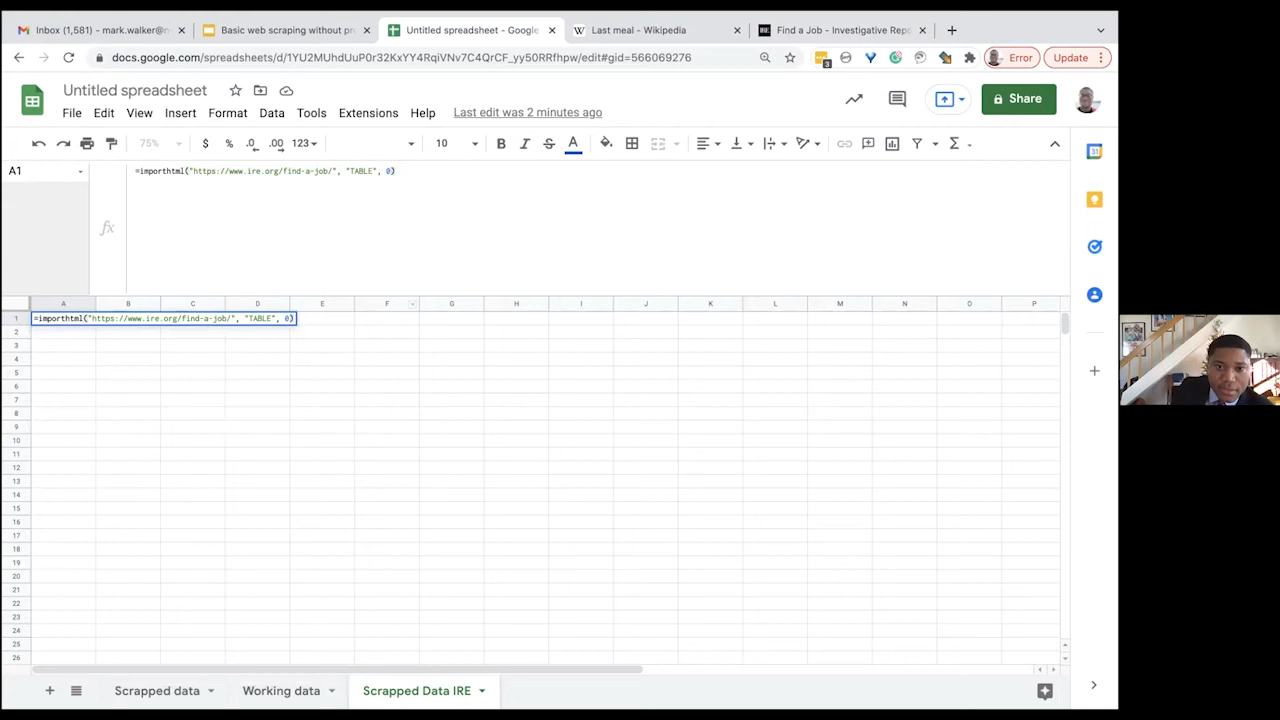 Inbox (1,581) - mark.walker@n
Basic web scraping without pr
Untitled spreadsheet - Google
Last meal - Wikipedia
Find a Job - Investigative Repo
docs.google.com/spreadsheets/d/1YU2MUhdUuP0r32KrYY4RqiVNv7C4QrCF_yy50RRfhpw/edit#gid=566069276
3
Error
Update
Untitled spreadsheet
File Edit View Insert Format Data Tools Extensions Help Last edit was 2 minutes ago
Share
75% $ % .0 .00 123 10 B I S A Σ
31
A1
fx
=importhtml("https://www.ire.org/find-a-job/", "TABLE", 0)
A B C D E F G H I J K L M N O P
1
=importhtml("https://www.ire.org/find-a-job/", "TABLE", 0)
2
3
4
5
6
7
8
9
10
11
12
13
14
15
16
17
18
19
20
21
22
23
24
25
26
Scrapped data
Working data
Scrapped Data IRE